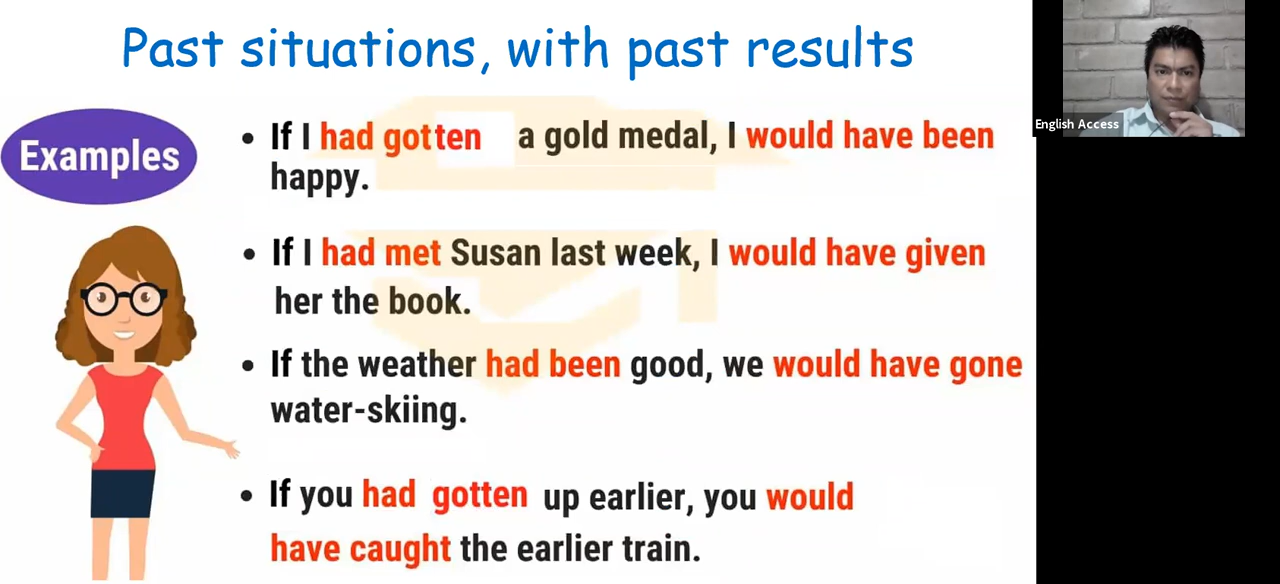 Past situations, with past results
English Access
Examples
• If I had gotten a gold medal, I would have been
happy.
• If I had met Susan last week, I would have given
her the book.
• If the weather had been good, we would have gone
water-skiing.
• If you had gotten up earlier, you would
have caught the earlier train.